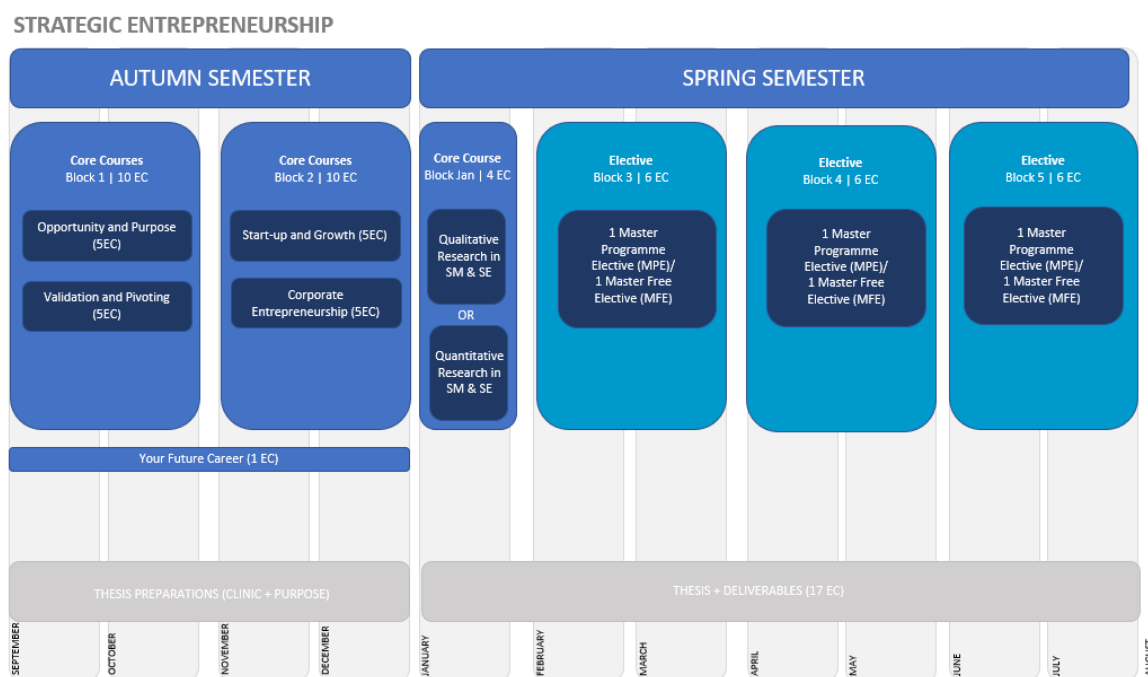 STRATEGIC ENTREPRENEURSHIP
AUTUMN SEMESTER
SPRING SEMESTER
Core Courses
Block 1 | 10 EC
Opportunity and Purpose
(5EC)
Validation and Pivoting
(5EC)
Core Courses
Block 2 | 10 EC
Start-up and Growth (5EC)
Corporate
Entrepreneurship (5EC)
Core Course
Block Jan | 4 EC
Qualitative
Research in
SM & SE
OR
Quantitative
Research in
SM & SE
Elective
Block 3 | 6 EC
1 Master
Programme
Elective (MPE)/
1 Master Free
Elective (MFE)
Elective
Block 4 | 6 EC
1 Master
Programme
Elective (MPE)/
1 Master Free
Elective (MFE)
Elective
Block 5 | 6 EC
1 Master
Programme
Elective (MPE)/
1 Master Free
Elective (MFE)
Your Future Career (1 EC)
THESIS PREPARATIONS (CLINIC + PURPOSE)
THESIS + DELIVERABLES (17 EC)
SEPTEMBER
OCTOBER
NOVEMBER
DECEMBER
JANUARY
FEBRUARY
MARCH
APRIL
MAY
JUNE
JULY